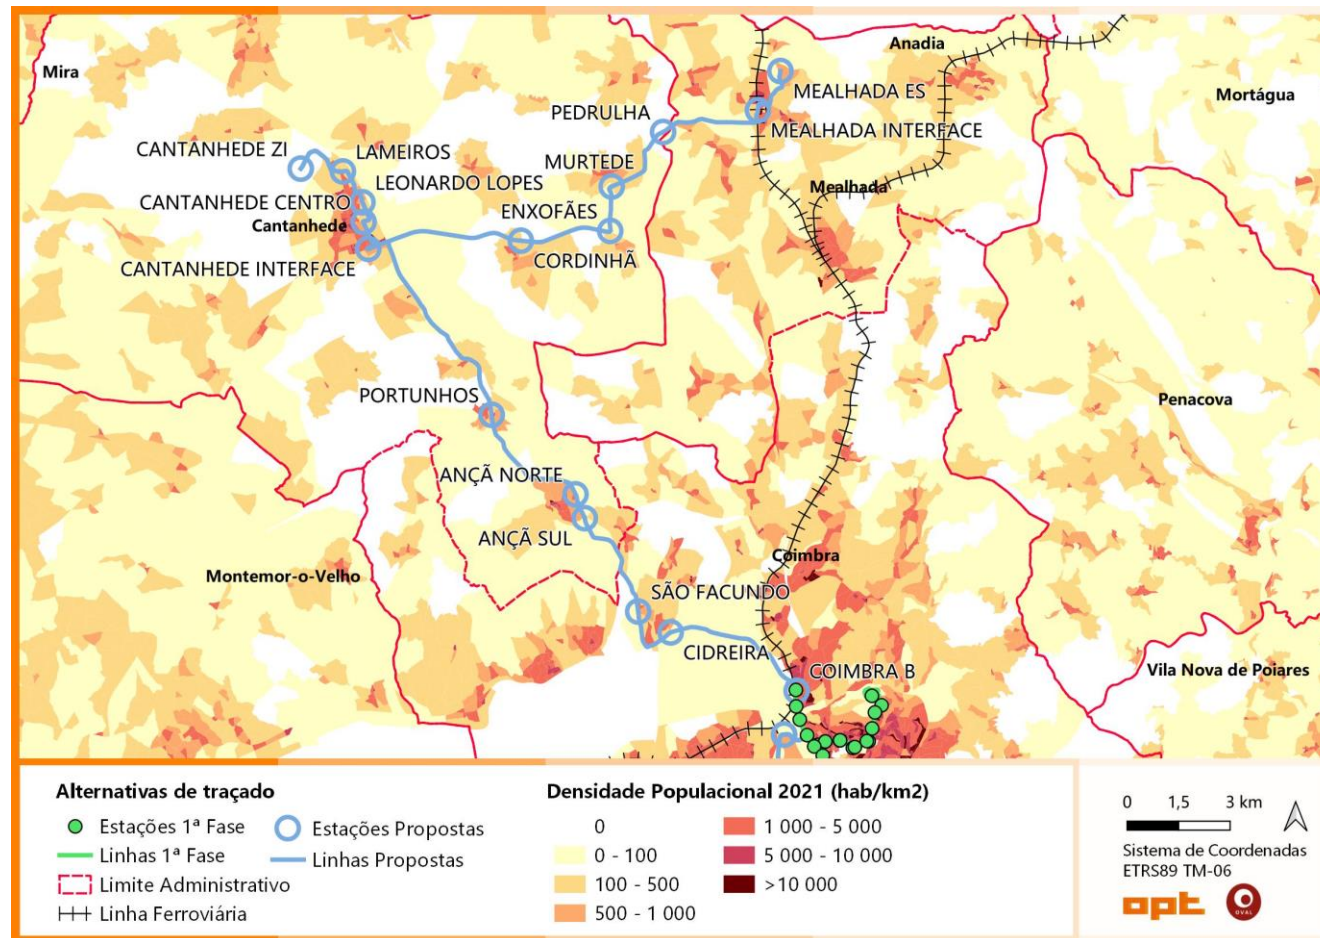 Mira
Anadia
Mortágua
MEALHADA ES
PEDRULHA
MEALHADA INTERFACE
CANTANHEDE ZI
LAMEIROS
MURTEDE
LEONARDO LOPES
Mealhada
CANTANHEDE CENTRO
ENXOFÃES
Cantanhede
CORDINHÃ
CANTANHEDE INTERFACE
PORTUNHOS
Penacova
ANÇÃ NORTE
ANÇÃ SUL
Coimbra
Montemor-o-Velho
SÃO FACUNDO
CIDREIRA
COIMBRA B
Vila Nova de Poiares
Alternativas de traçado
Estações 1ª Fase
Estações Propostas
Linhas 1ª Fase
Linhas Propostas
Limite Administrativo
Linha Ferroviária
Densidade Populacional 2021 (hab/km2)
0
0 - 100
100 - 500
500 - 1 000
1 000 - 5 000
5 000 - 10 000
>10 000
0 1,5 3 km
Sistema de Coordenadas
ETRS89 TM-06
opt
OVAL